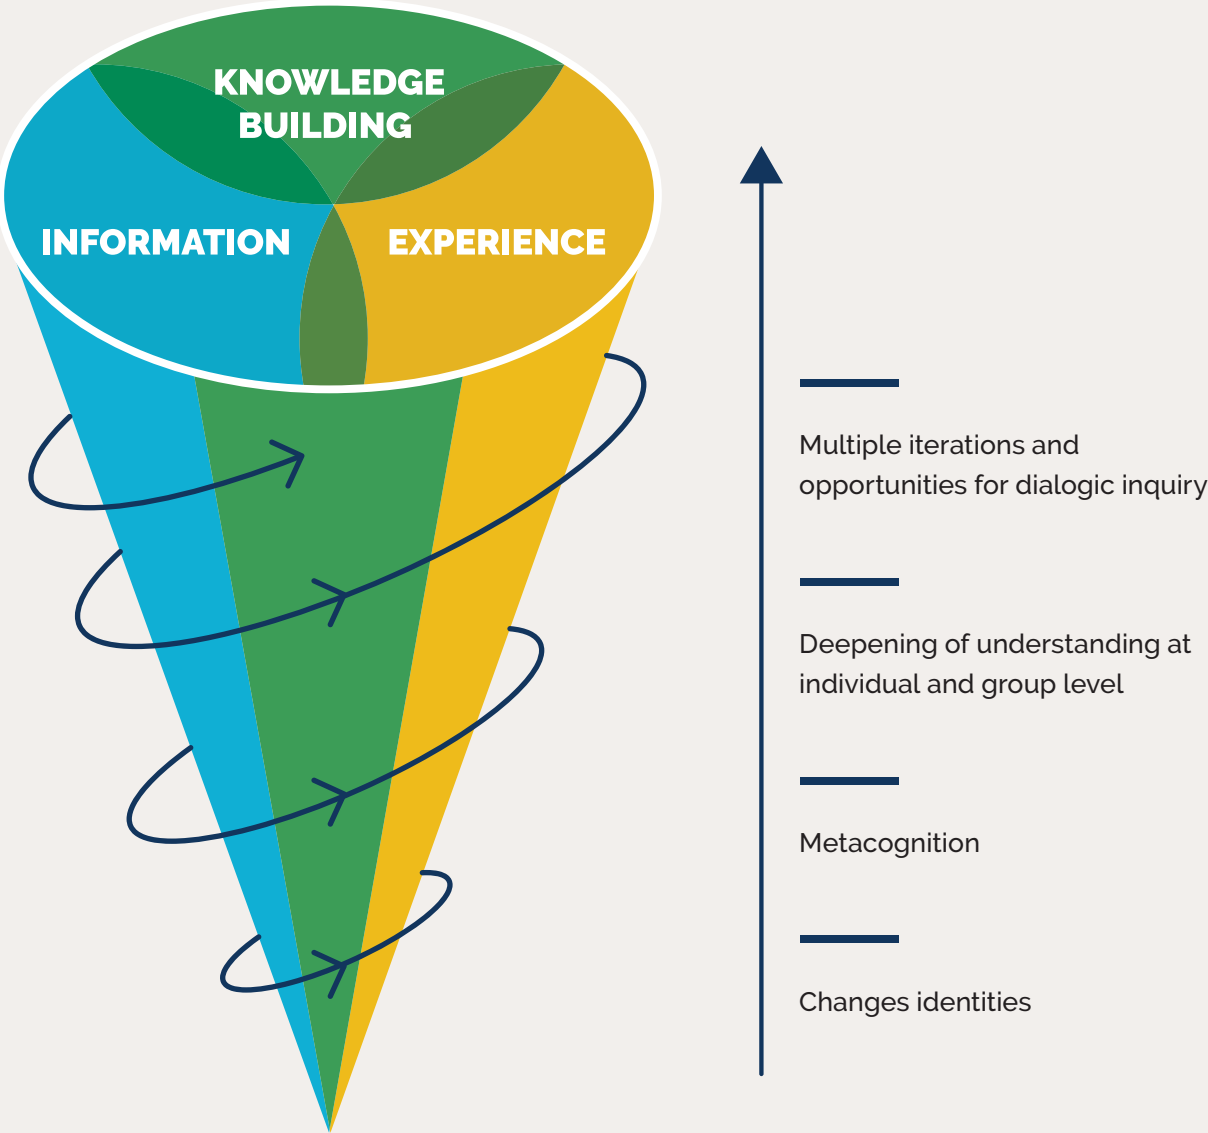 KNOWLEDGE
BUILDING
INFORMATION
EXPERIENCE
Multiple iterations and
opportunities for dialogic inquiry
Deepening of understanding at
individual and group level
Metacognition
Changes identities